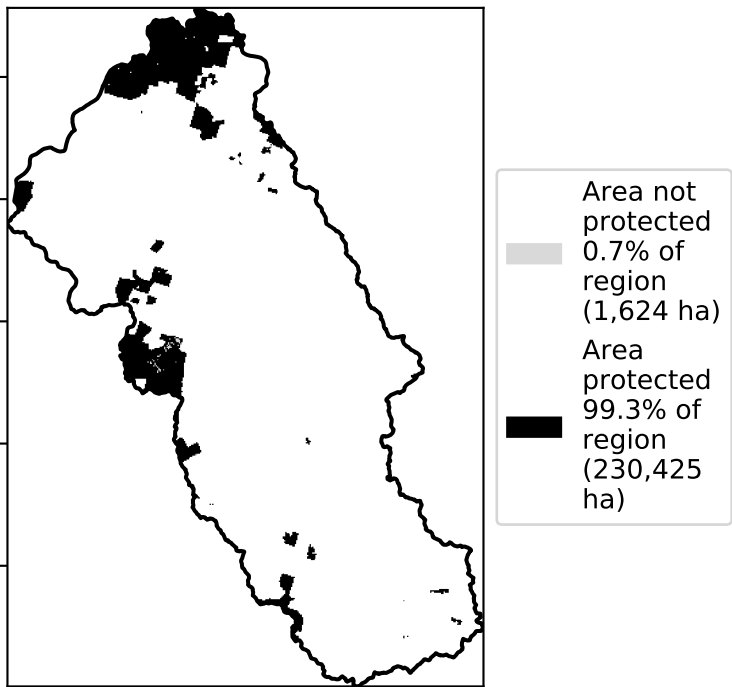 Area not
protected
0.7% of
region
(1,624 ha)
Area
protected
99.3% of
region
(230,425
ha)